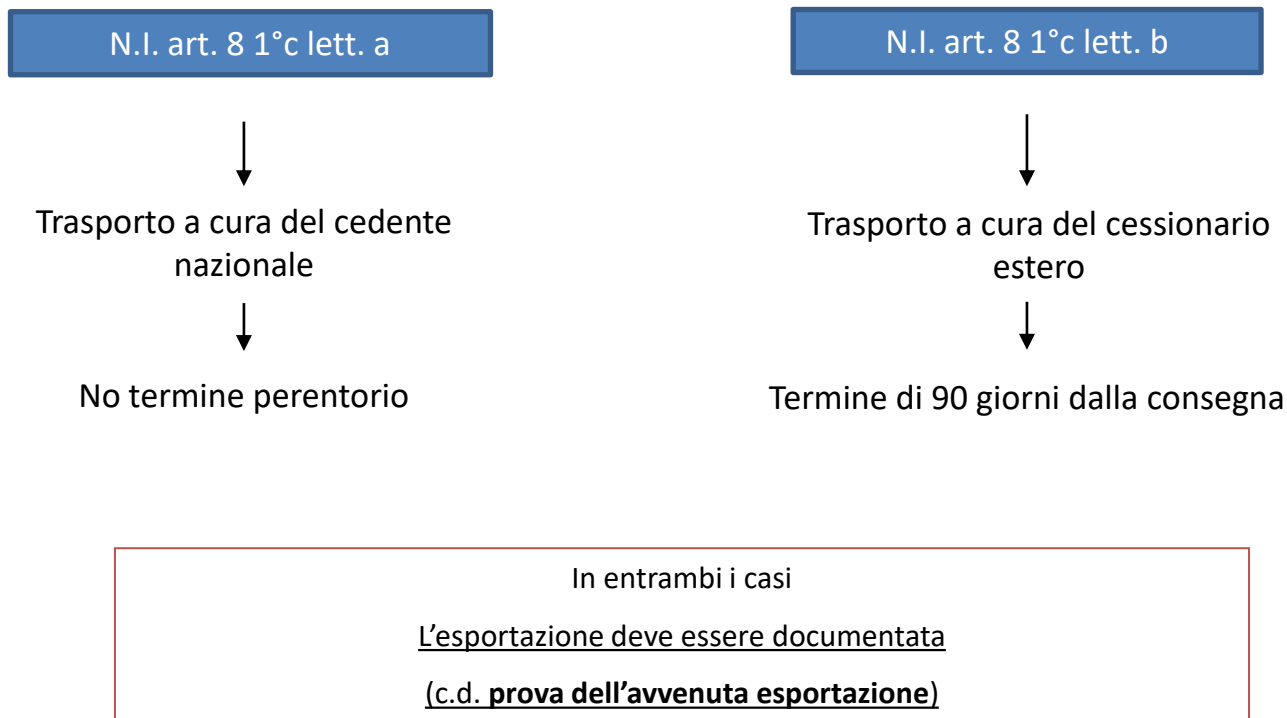 N.I. art. 8 1°c lett. a
Trasporto a cura del cedente
nazionale
No termine perentorio
N.I. art. 8 1°c lett. b
Trasporto a cura del cessionario
estero
Termine di 90 giorni dalla consegna
In entrambi i casi
L'esportazione deve essere documentata
(c.d. prova dell'avvenuta esportazione)